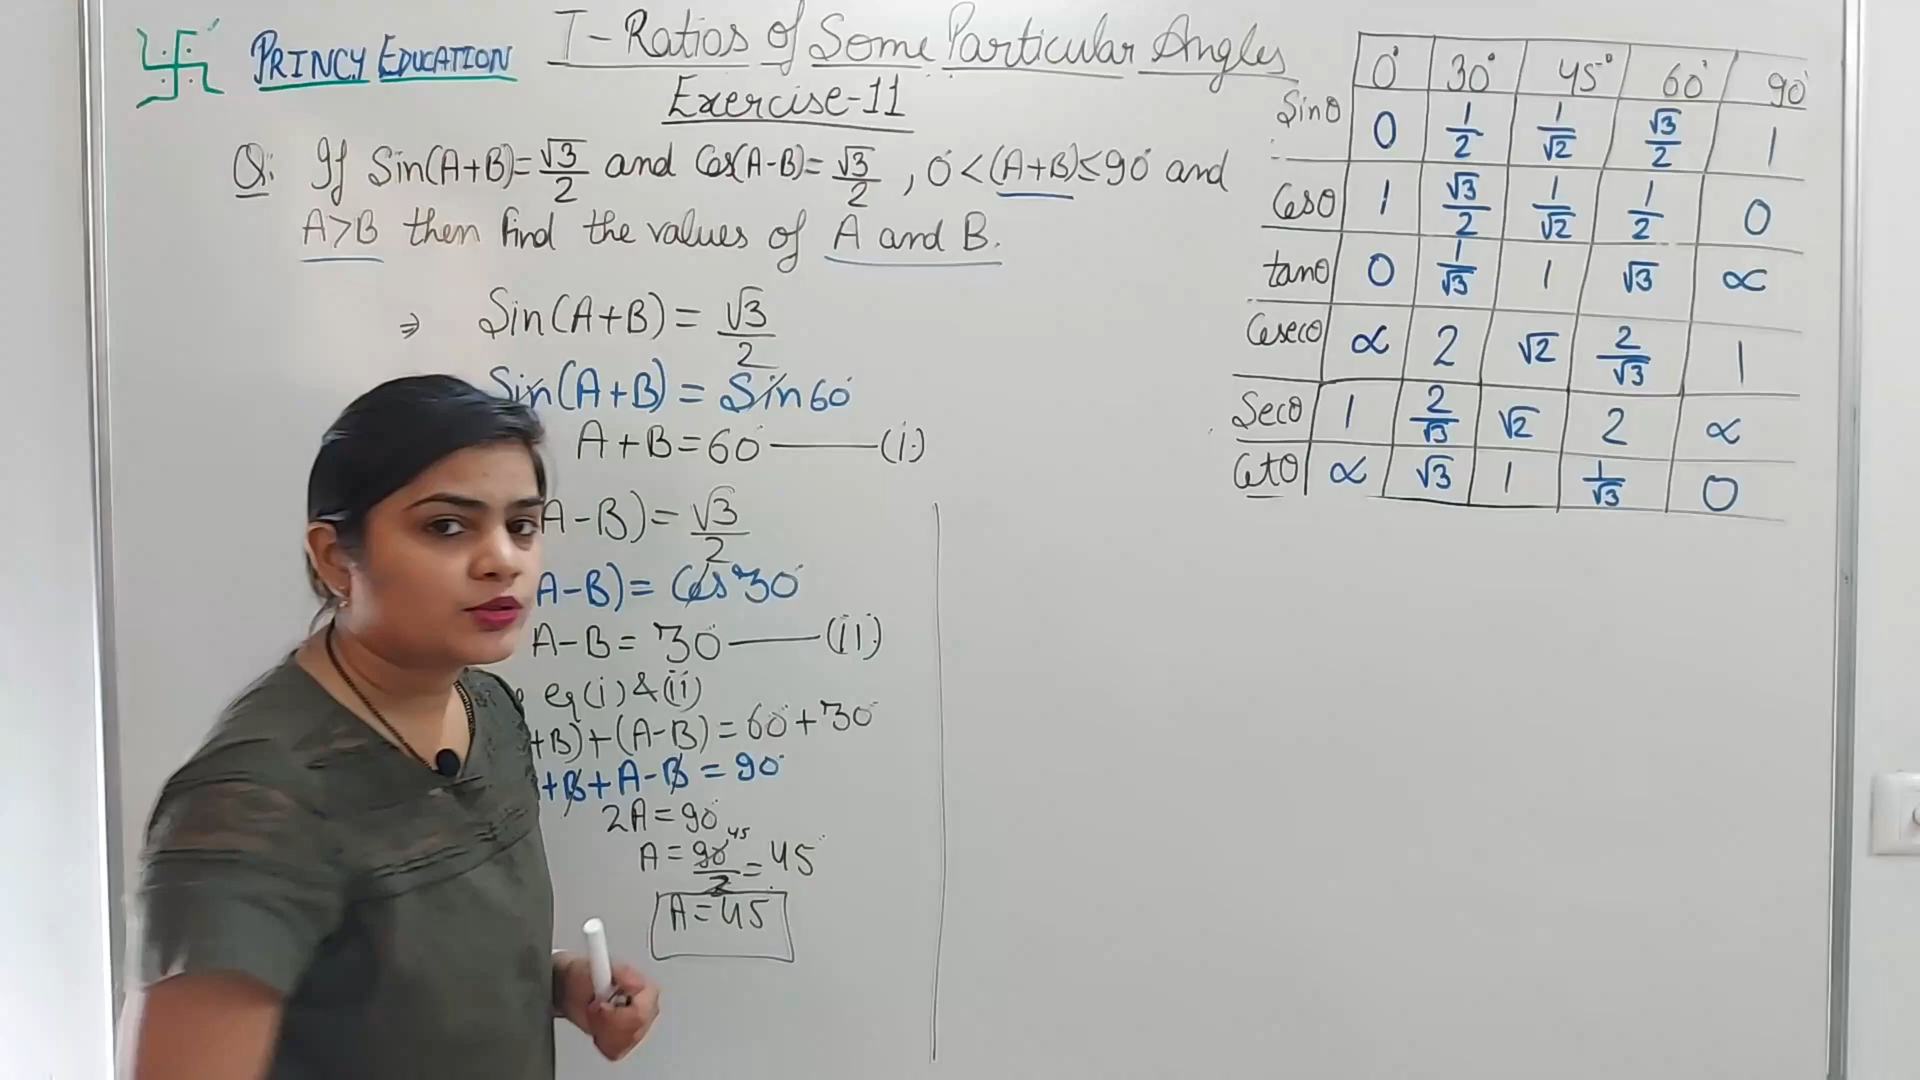 PRINCY EDUCATION
T-Ratios of Some Particular Angles
Exercise-11
Q: If Sin(A+B)=√3/2 and Cos(A-B)=√3/2, 0°<(A+B)≤90° and
A>B then find the values of A and B.
⇒ Sin(A+B) = √3/2
Sin(A+B) = Sin60°
A+B=60° —— (i)
A-B)= √3/2
A-B)= Cos30°
A-B= 30° —— (ii)
eq(i)&(ii)
+B)+(A-B)=60°+30°
+B+A-B = 90°
2A=90°
A=90°/2 45 = 45°
A=45°
0° 30° 45° 60° 90°
Sinθ 0 1/2 1/√2 √3/2 1
Cosθ 1 √3/2 1/√2 1/2 0
tanθ 0 1/√3 1 √3 ∝
Cosecθ ∝ 2 √2 2/√3 1
Secθ 1 2/√3 √2 2 ∝
Cotθ ∝ √3 1 1/√3 0